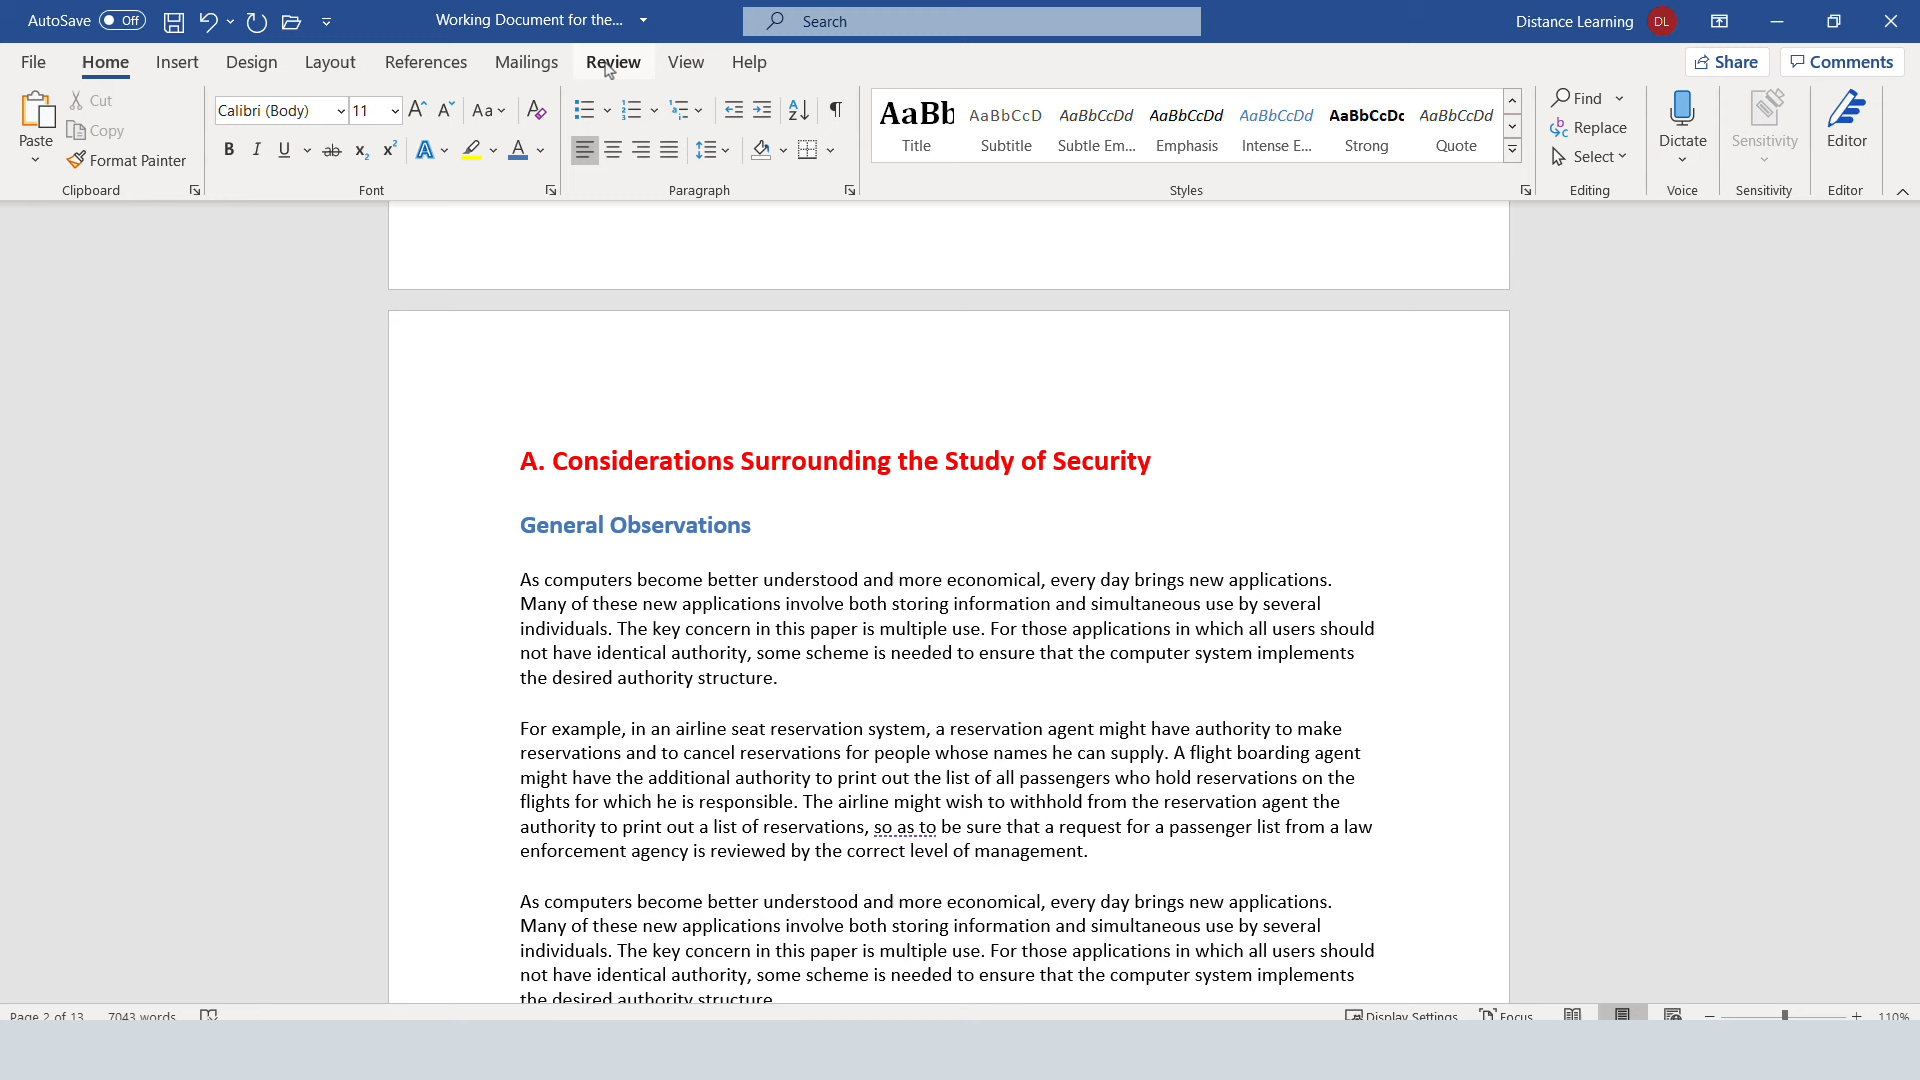 AutoSave Off Working Document for the... Search Distance Learning DL
File Home Insert Design Layout References Mailings Review View Help Share Comments
Paste Cut Copy Format Painter Clipboard
Calibri (Body) 11 Aa
B I U ab x2 x2 A A Font
Paragraph
AaBb AaBbCcD AaBbCcDd AaBbCcDd AaBbCcDd AaBbCcDc AaBbCcDd
Title Subtitle Subtle Em... Emphasis Intense E... Strong Quote
Styles
Find
Replace
Select
Editing
Dictate
Voice
Sensitivity
Sensitivity
Editor
Editor
A. Considerations Surrounding the Study of Security
General Observations
As computers become better understood and more economical, every day brings new applications.
Many of these new applications involve both storing information and simultaneous use by several
individuals. The key concern in this paper is multiple use. For those applications in which all users should
not have identical authority, some scheme is needed to ensure that the computer system implements
the desired authority structure.
For example, in an airline seat reservation system, a reservation agent might have authority to make
reservations and to cancel reservations for people whose names he can supply. A flight boarding agent
might have the additional authority to print out the list of all passengers who hold reservations on the
flights for which he is responsible. The airline might wish to withhold from the reservation agent the
authority to print out a list of reservations, so as to be sure that a request for a passenger list from a law
enforcement agency is reviewed by the correct level of management.
As computers become better understood and more economical, every day brings new applications.
Many of these new applications involve both storing information and simultaneous use by several
individuals. The key concern in this paper is multiple use. For those applications in which all users should
not have identical authority, some scheme is needed to ensure that the computer system implements
the desired authority structure.
Page 2 of 13 7043 words Display Settings Focus 110%